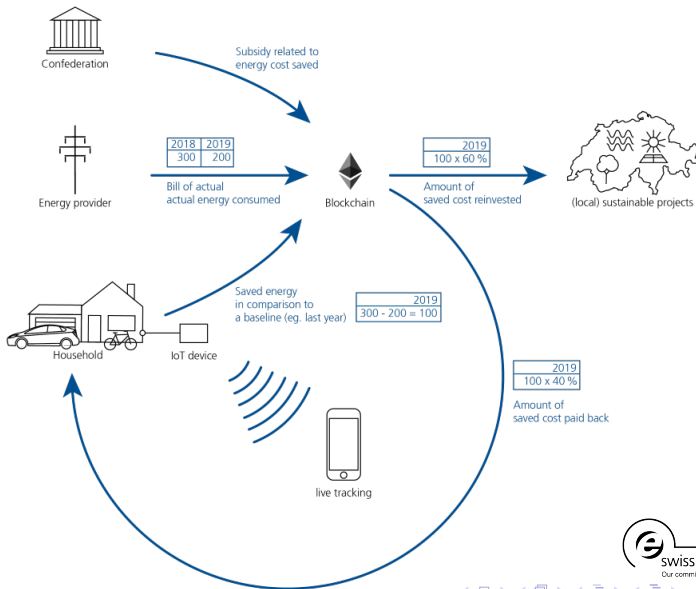 Confederation
Subsidy related to
energy cost saved
2018 2019
300 200
Energy provider
Bill of actual
actual energy consumed
Blockchain
2019
100 x 60 %
Amount of
saved cost reinvested
(local) sustainable projects
Saved energy
in comparison to
a baseline (eg. last year)
2019
300 - 200 = 100
Household
IoT device
2019
100 x 40 %
Amount of
saved cost paid back
live tracking
e
swiss